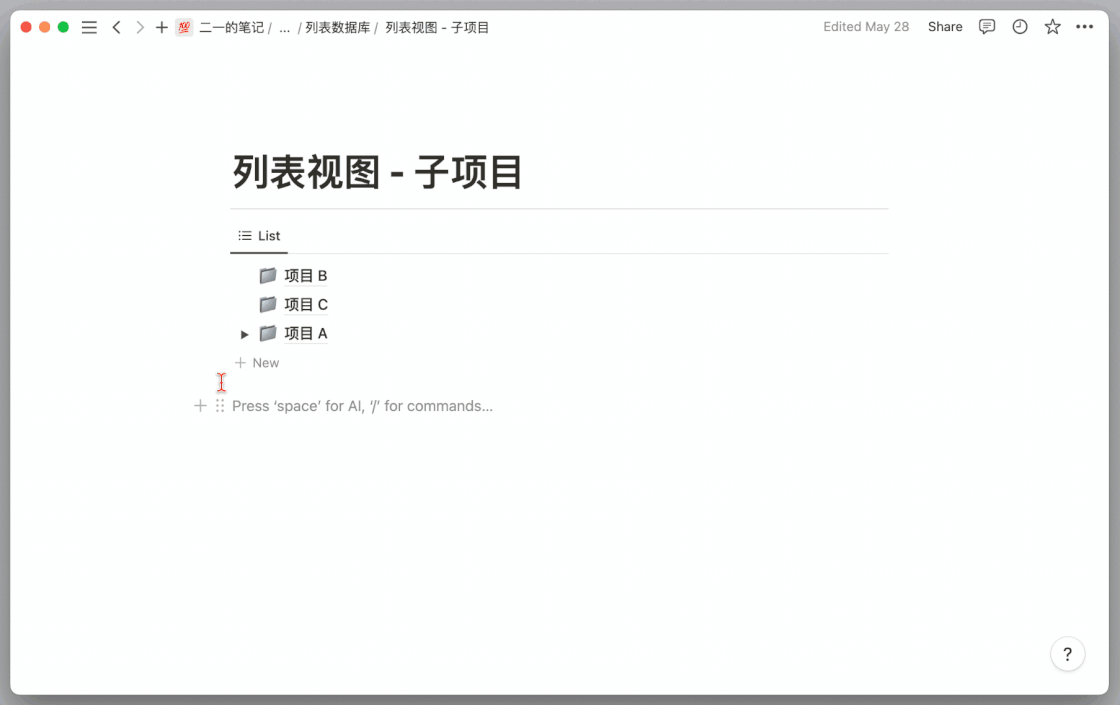 二一的笔记 / ... / 列表数据库 / 列表视图 - 子项目
Edited May 28 Share
列表视图 - 子项目
List
项目 B
项目 C
项目 A
New
Press ‘space’ for AI, ‘/’ for commands…
?